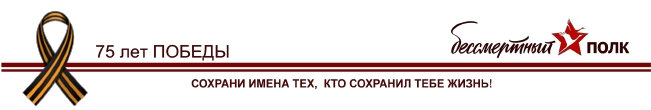 75 лет ПОБЕДЫ
бессмертный ПОЛК
СОХРАНИ ИМЕНА ТЕХ, КТО СОХРАНИЛ ТЕБЕ ЖИЗНЬ!